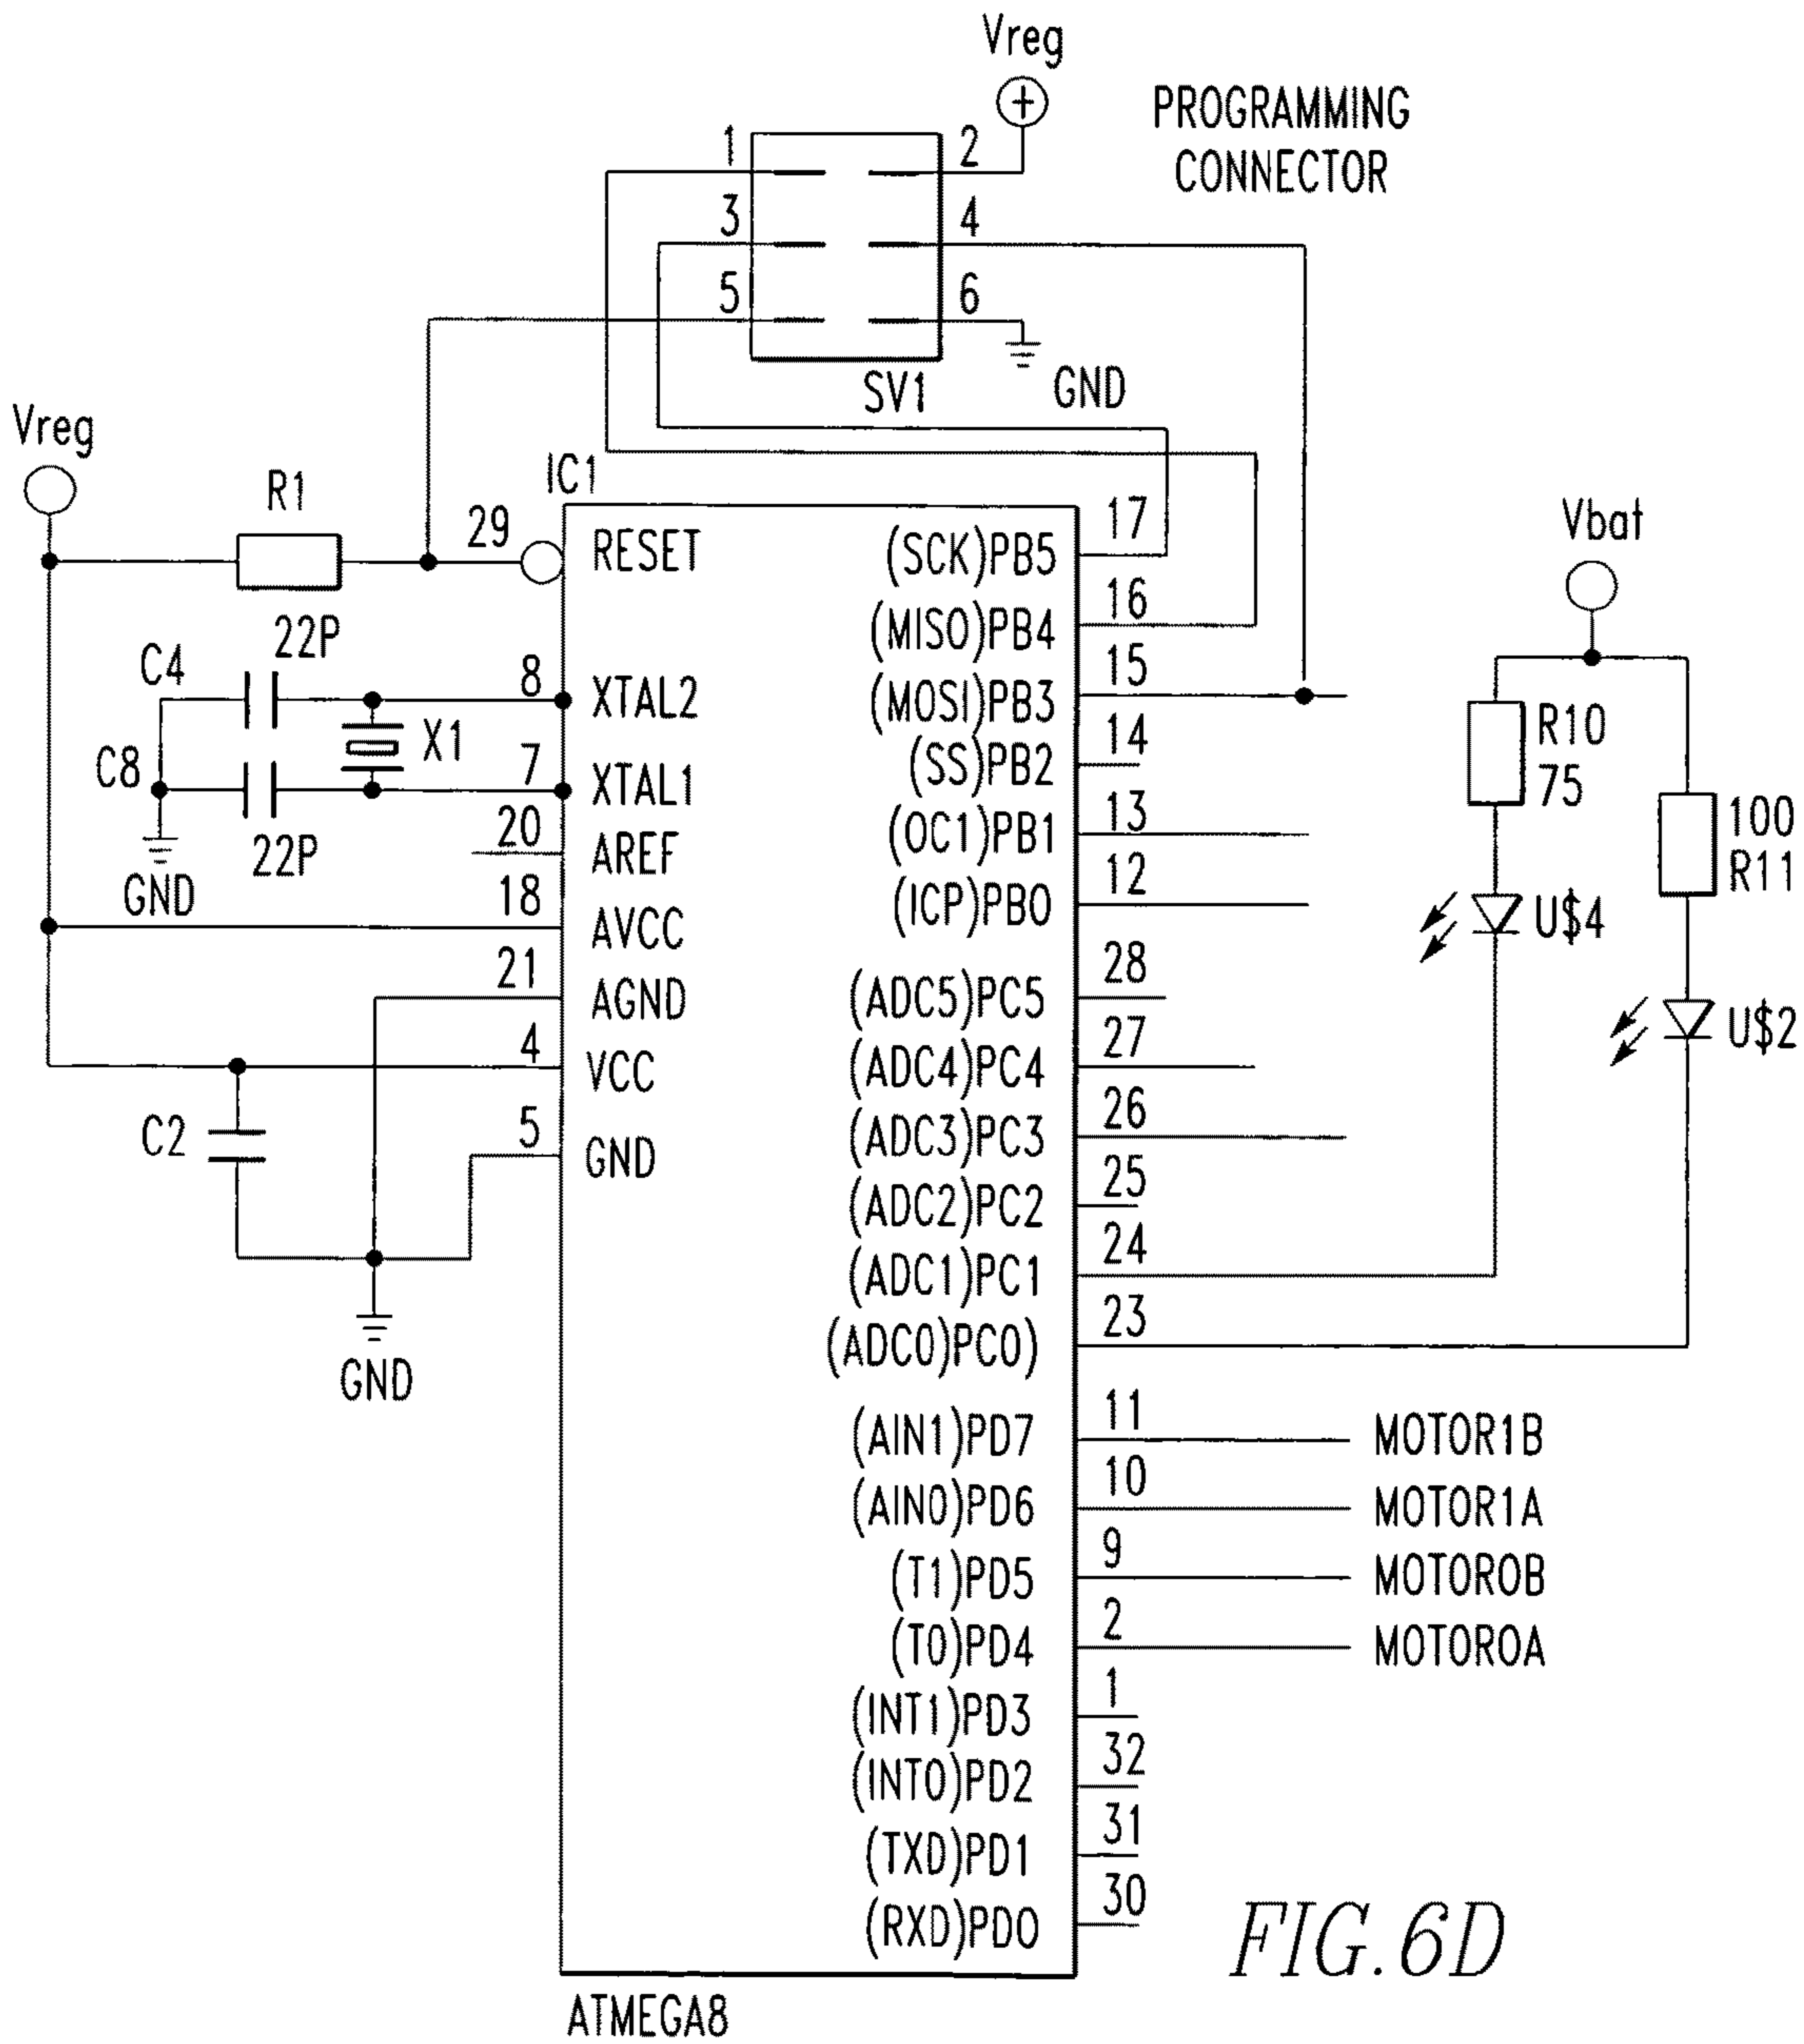 Vreg
PROGRAMMING
CONNECTOR
1
2
3
4
5
6
SV1
GND
Vreg
R1
IC1
29
RESET
22P
C4
8
XTAL2
X1
C8
7
XTAL1
22P
GND
20
AREF
18
AVCC
21
AGND
4
VCC
C2
5
GND
GND
(SCK)PB5
17
(MISO)PB4
16
(MOSI)PB3
15
(SS)PB2
14
(OC1)PB1
13
(ICP)PB0
12
(ADC5)PC5
28
(ADC4)PC4
27
(ADC3)PC3
26
(ADC2)PC2
25
(ADC1)PC1
24
(ADC0)PC0)
23
(AIN1)PD7
11
MOTOR1B
(AIN0)PD6
10
MOTOR1A
(T1)PD5
9
MOTOR0B
(T0)PD4
2
MOTOR0A
(INT1)PD3
1
(INT0)PD2
32
(TXD)PD1
31
(RXD)PD0
30
Vbat
R10
75
100
R11
U$4
U$2
ATMEGA8
FIG.6D